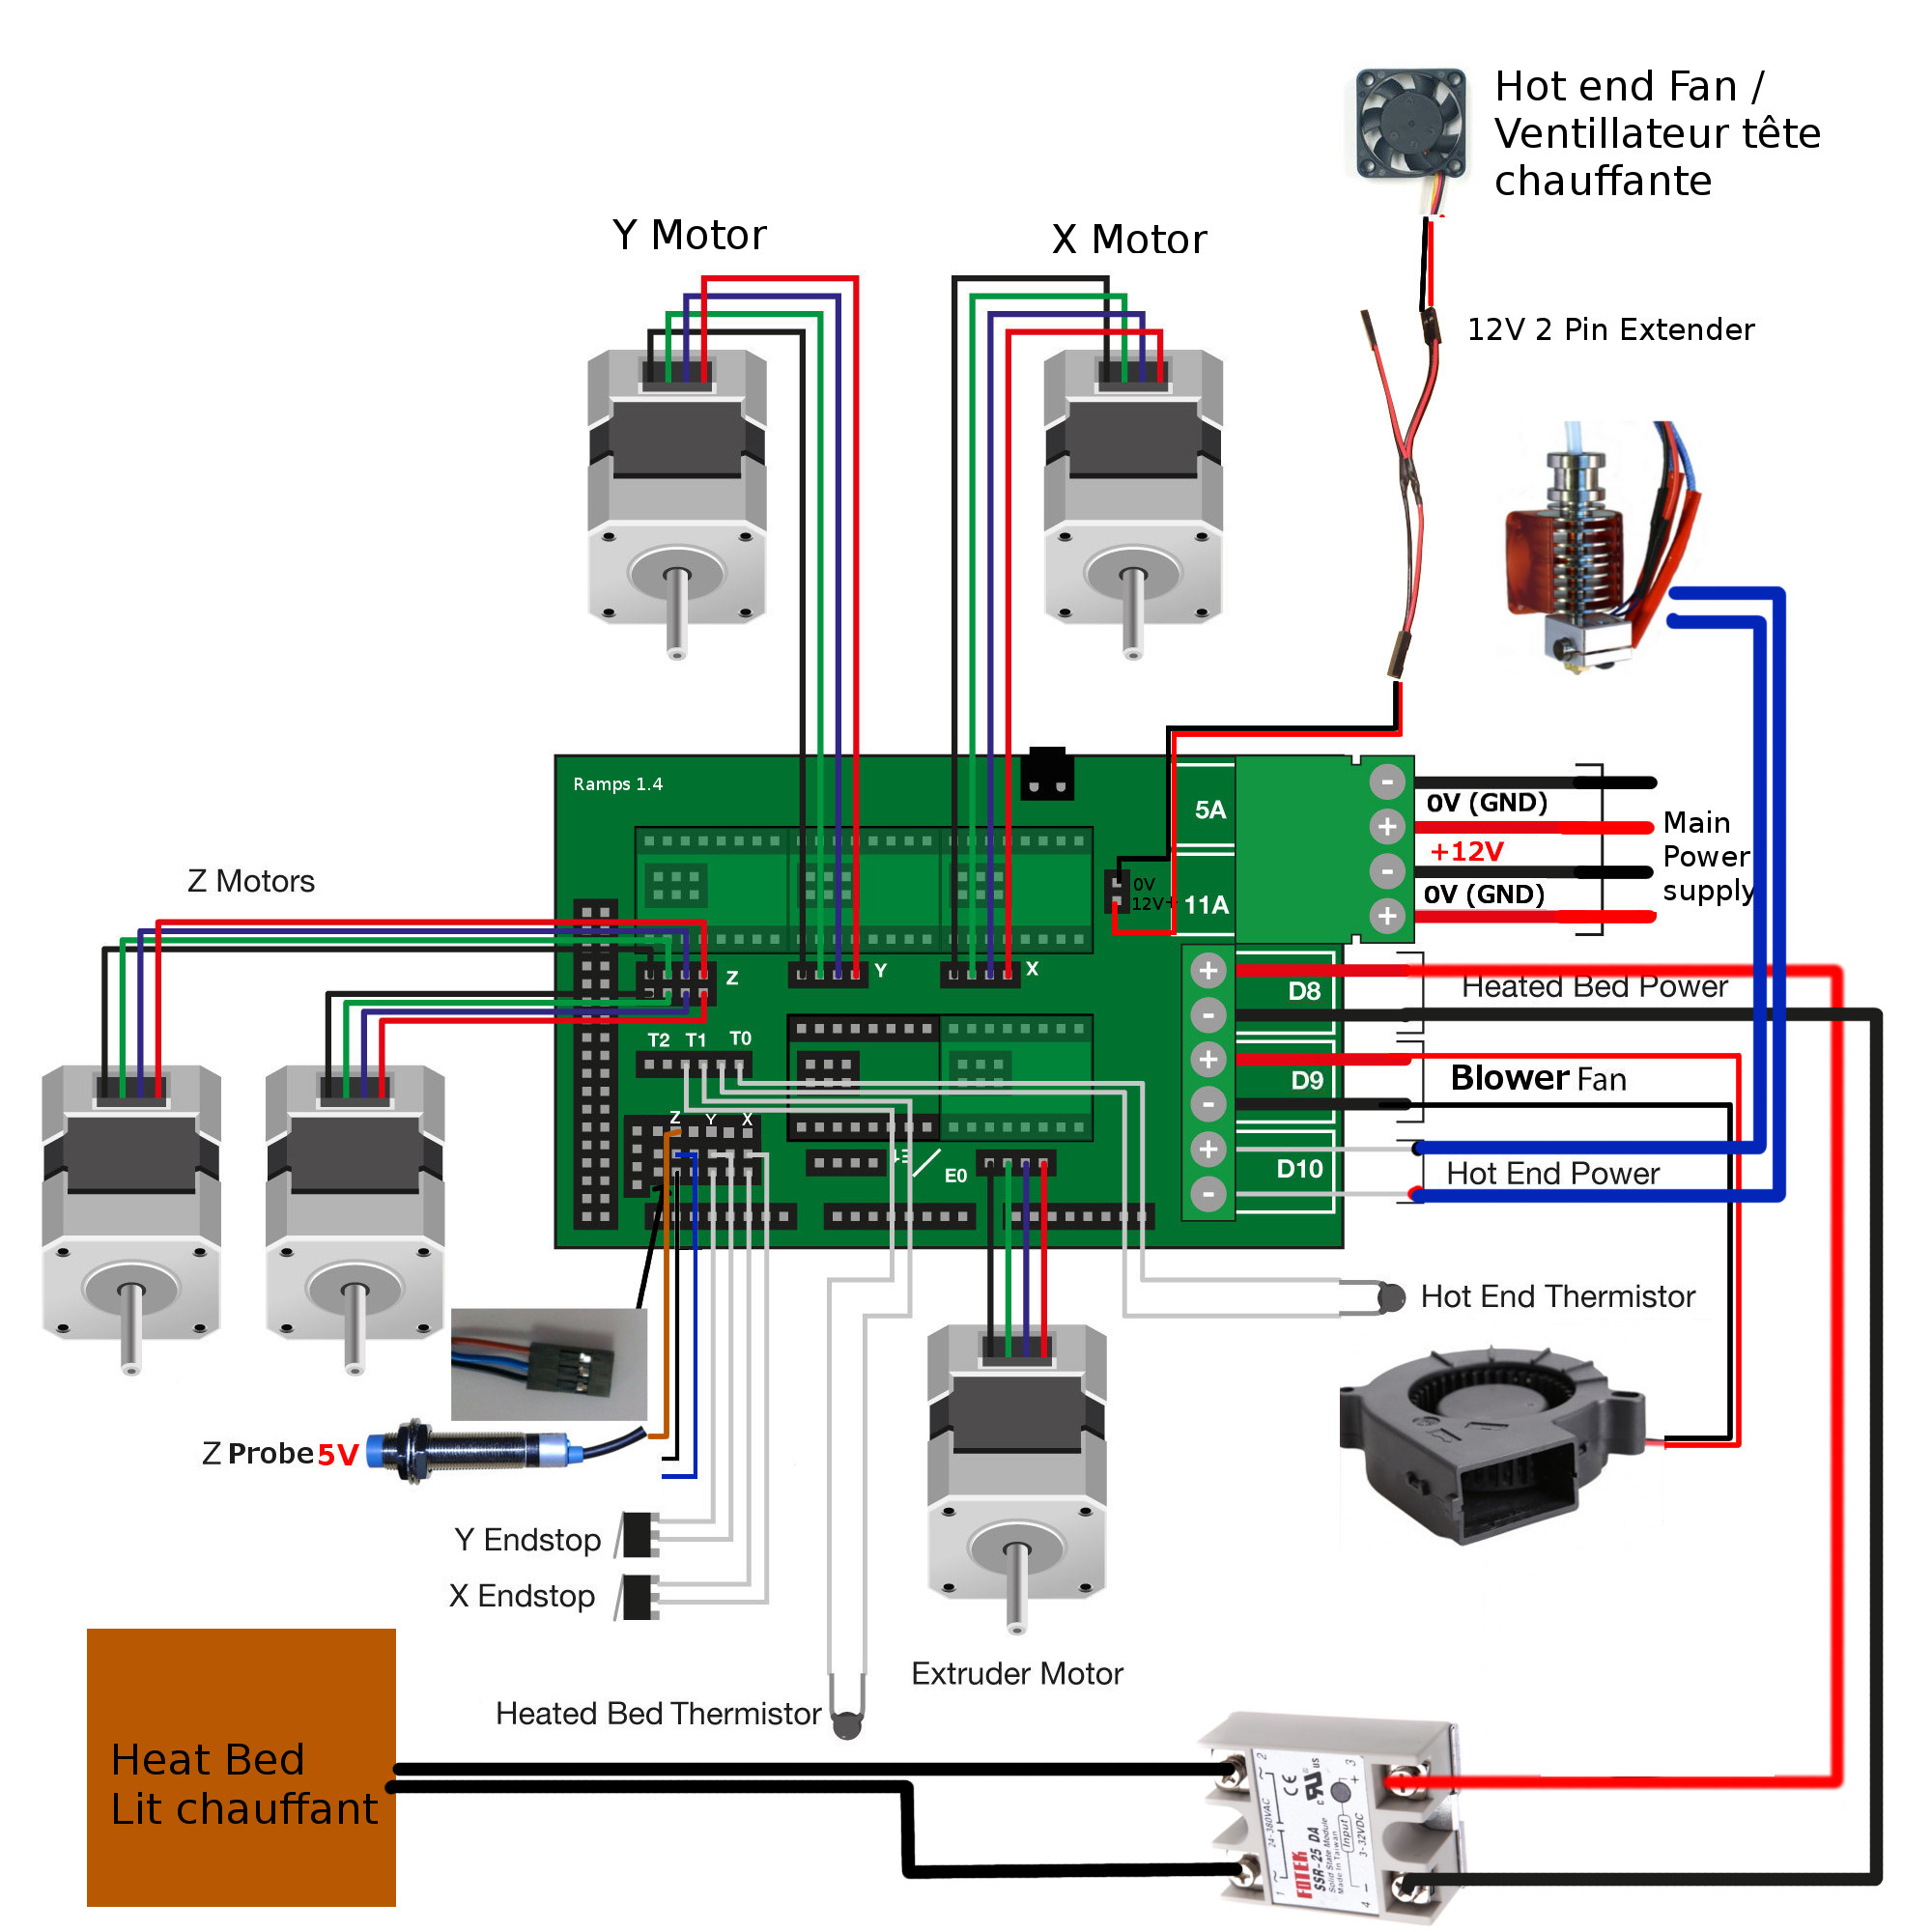 Hot end Fan /
Ventillateur tête
chauffante
Y Motor
X Motor
12V 2 Pin Extender
Ramps 1.4
5A
11A
0V
12V+
-
+
-
+
0V (GND)
+12V
0V (GND)
Main
Power
supply
Z Motors
Z
Y
X
T2 T1 T0
Z Y X
E1
E0
+
-
+
-
+
-
D8
D9
D10
Heated Bed Power
Blower Fan
Hot End Power
Hot End Thermistor
Z Probe 5V
Y Endstop
X Endstop
Extruder Motor
Heated Bed Thermistor
Heat Bed
Lit chauffant
FOTEK
SSR-25 DA
Solid State Module
Made in Taiwan
24-380VAC
Input
3-32VDC
CE
c UR us
1
2
3
4
+
-
~
~